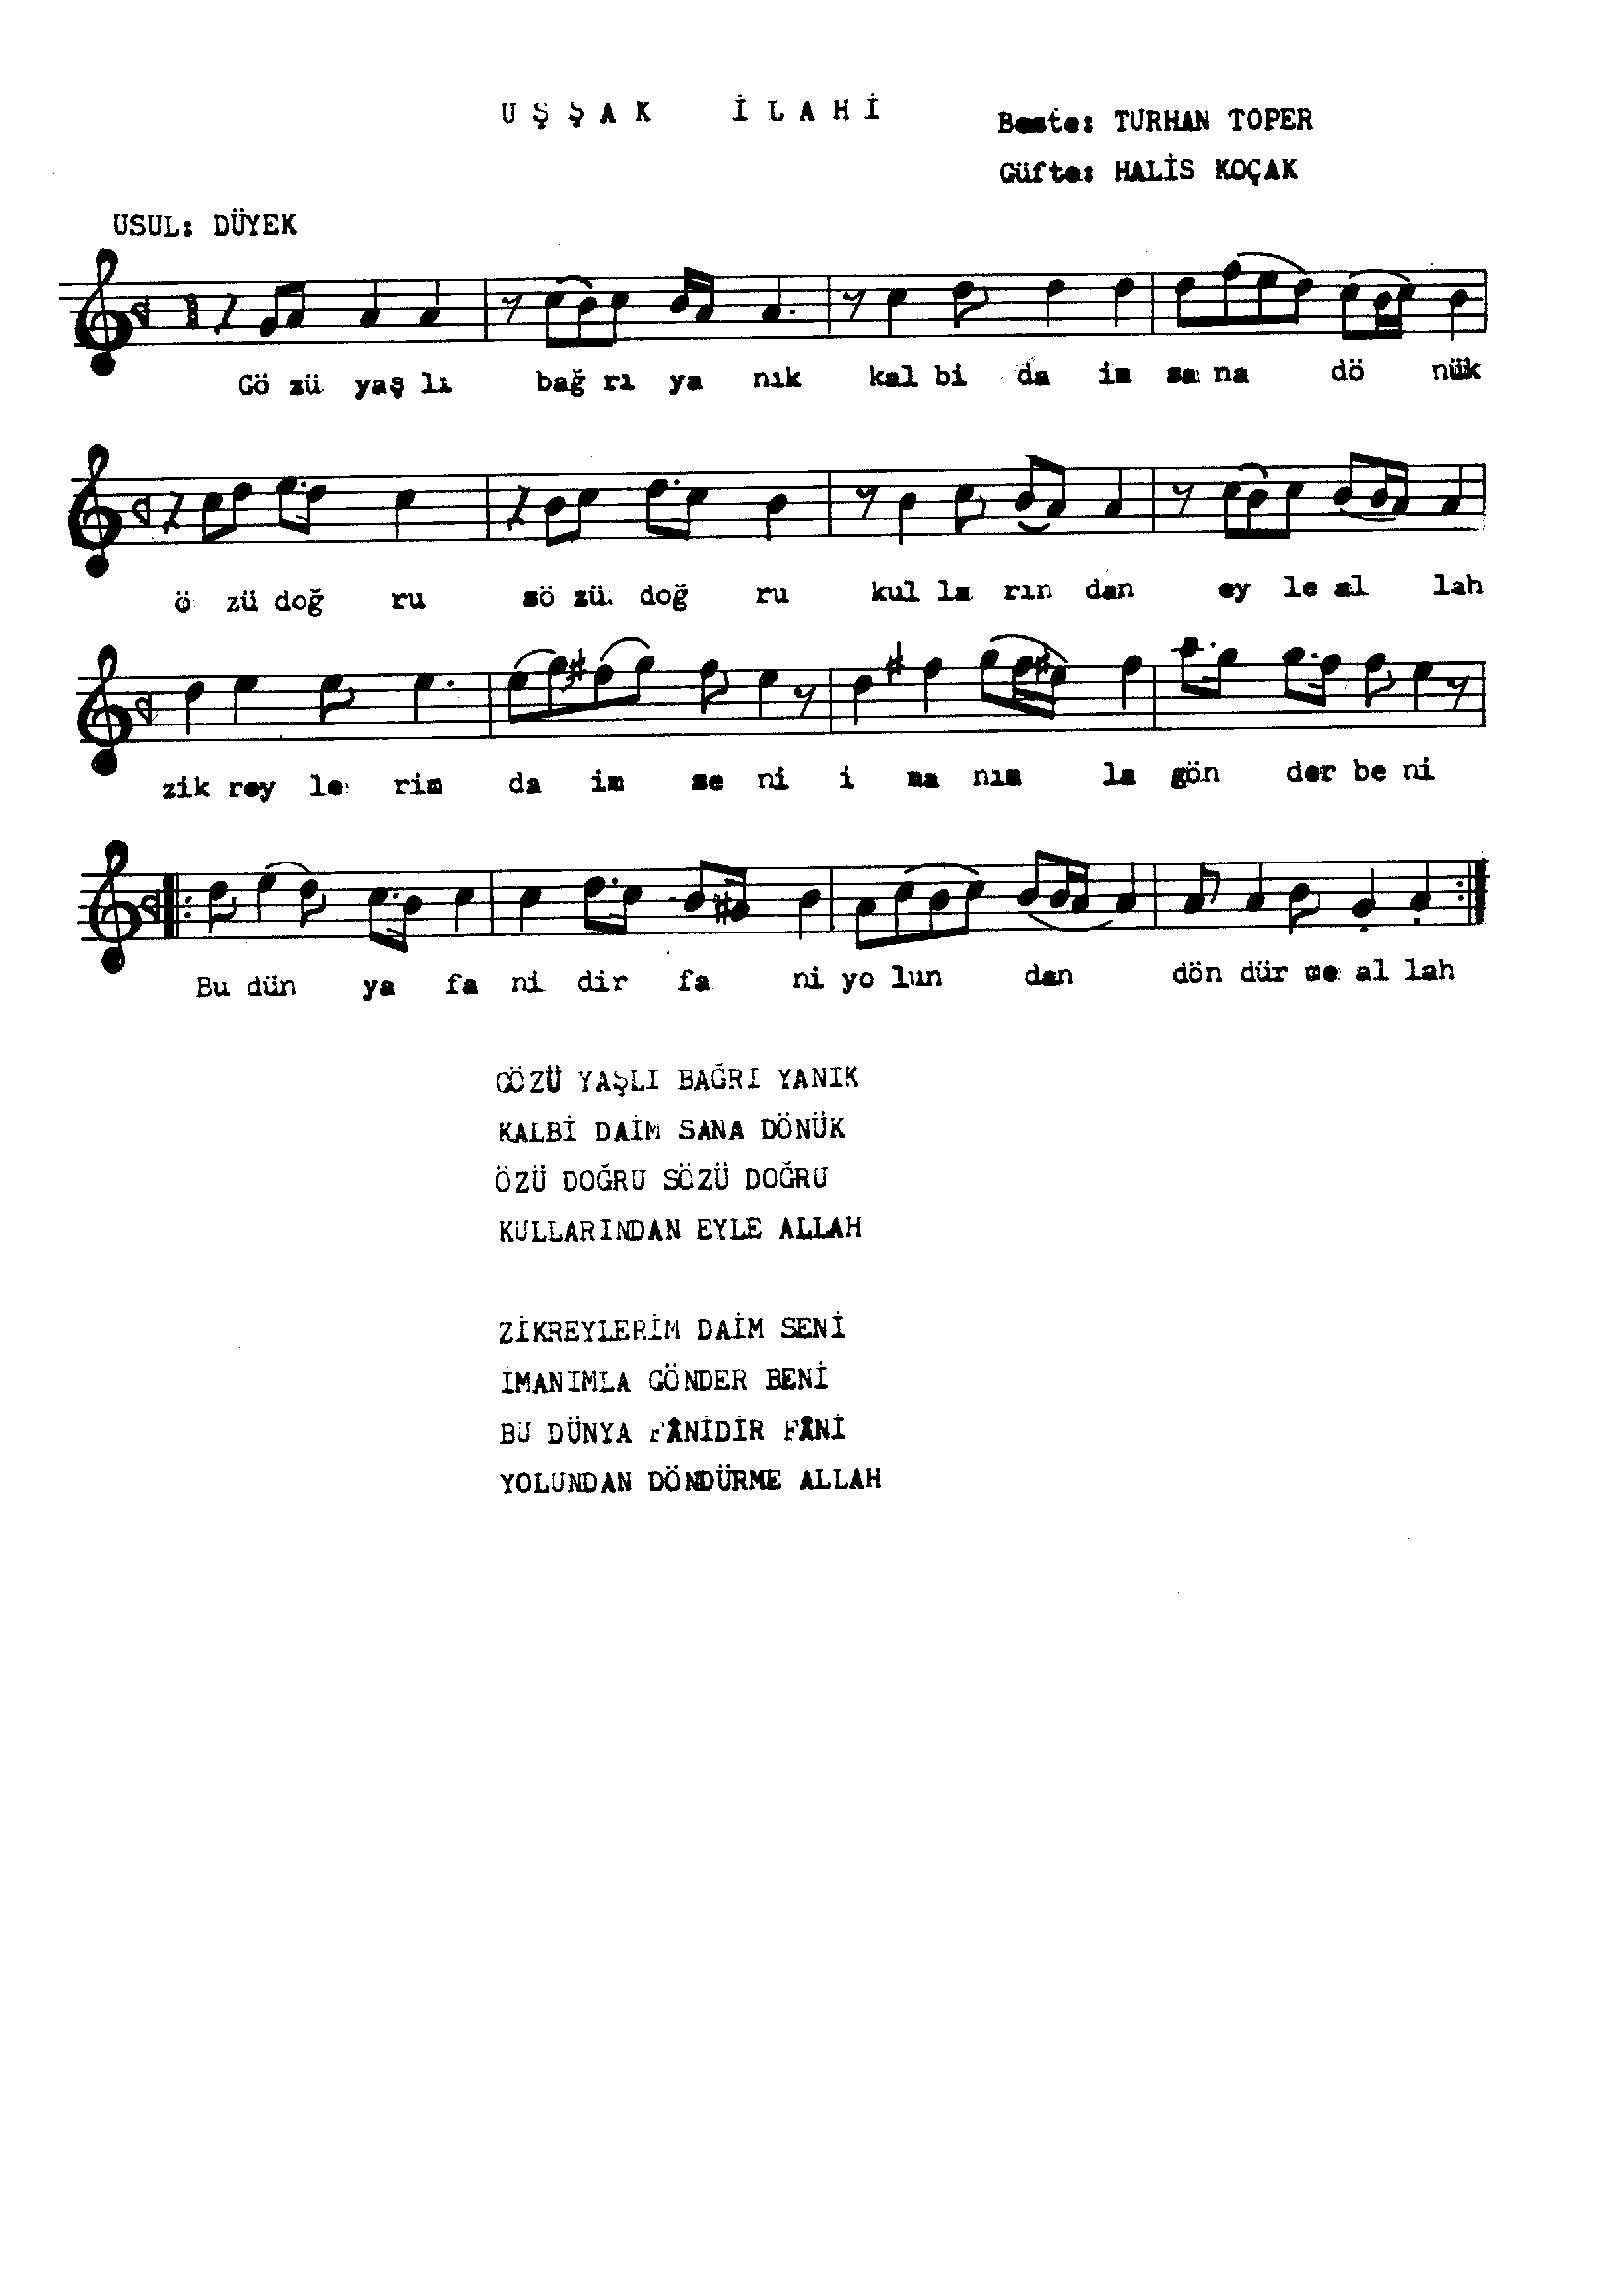 UŞŞAK İLAHİ
Beste: TURHAN TOPER
Güfte: HALİS KOÇAK
USUL: DÜYEK
Gö zü yaş lı bağ rı ya nık kal bi da im sa na dö nük
ö zü doğ ru sö zü doğ ru kul la rın dan ey le al lah
zik rey le rim da im se ni i ma nım la gön der be ni
Bu dün ya fa ni dir fa ni yo lun dan dön dür me al lah
GÖZÜ YAŞLI BAĞRI YANIK
KALBİ DAİM SANA DÖNÜK
ÖZÜ DOĞRU SÖZÜ DOĞRU
KULLARINDAN EYLE ALLAH
ZİKREYLERİM DAİM SENİ
İMANIMLA GÖNDER BENİ
BU DÜNYA FÂNİDİR FÂNİ
YOLUNDAN DÖNDÜRME ALLAH